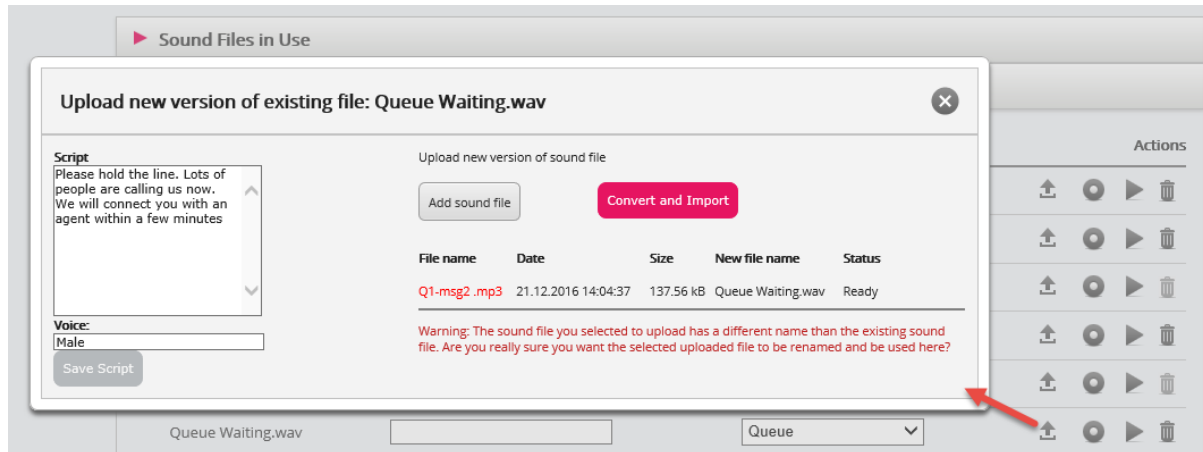 Sound Files in Use
Upload new version of existing file: Queue Waiting.wav
Actions
Script
Please hold the line. Lots of
people are calling us now.
We will connect you with an
agent within a few minutes
Voice:
Male
Save Script
Upload new version of sound file
Add sound file
Convert and Import
File name Date Size New file name Status
Q1-msg2 .mp3 21.12.2016 14:04:37 137.56 kB Queue Waiting.wav Ready
Warning: The sound file you selected to upload has a different name than the existing sound
file. Are you really sure you want the selected uploaded file to be renamed and be used here?
Queue Waiting.wav Queue